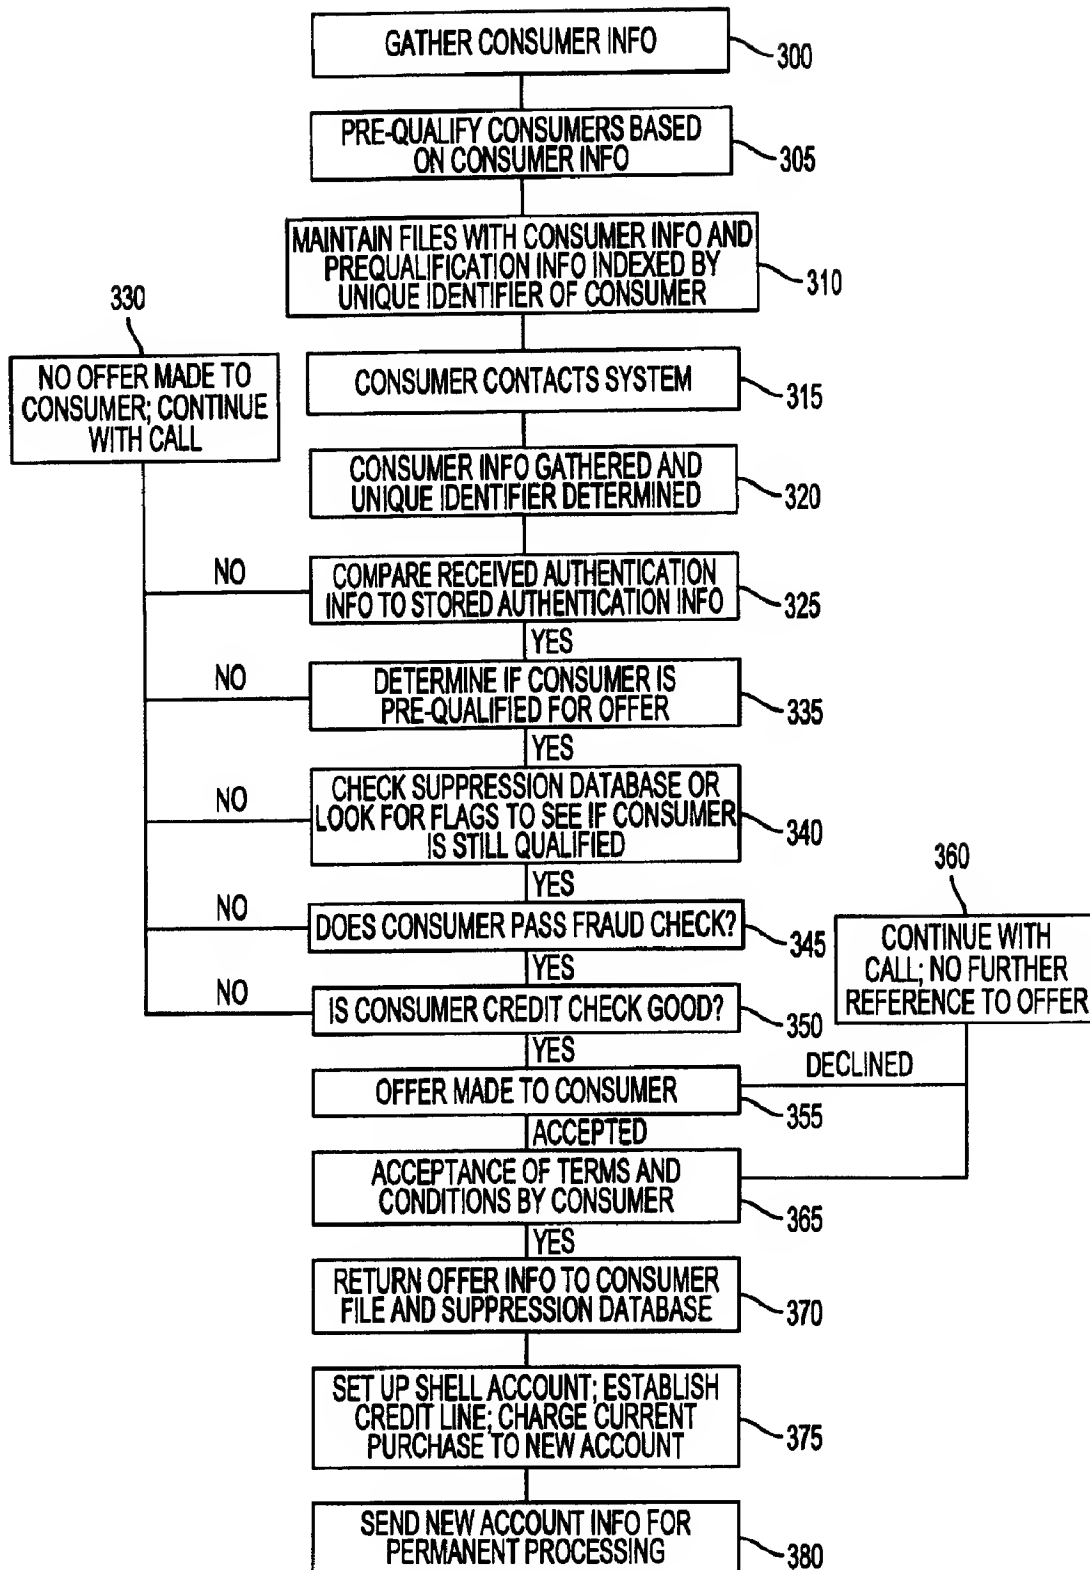 GATHER CONSUMER INFO
300
PRE-QUALIFY CONSUMERS BASED
ON CONSUMER INFO
305
MAINTAIN FILES WITH CONSUMER INFO AND
PREQUALIFICATION INFO INDEXED BY
UNIQUE IDENTIFIER OF CONSUMER
310
330
NO OFFER MADE TO
CONSUMER; CONTINUE
WITH CALL
CONSUMER CONTACTS SYSTEM
315
CONSUMER INFO GATHERED AND
UNIQUE IDENTIFIER DETERMINED
320
NO
COMPARE RECEIVED AUTHENTICATION
INFO TO STORED AUTHENTICATION INFO
325
YES
NO
DETERMINE IF CONSUMER IS
PRE-QUALIFIED FOR OFFER
335
YES
NO
CHECK SUPPRESSION DATABASE OR
LOOK FOR FLAGS TO SEE IF CONSUMER
IS STILL QUALIFIED
340
YES
NO
DOES CONSUMER PASS FRAUD CHECK?
345
YES
NO
IS CONSUMER CREDIT CHECK GOOD?
350
YES
360
CONTINUE WITH
CALL; NO FURTHER
REFERENCE TO OFFER
OFFER MADE TO CONSUMER
355
DECLINED
ACCEPTED
ACCEPTANCE OF TERMS AND
CONDITIONS BY CONSUMER
365
YES
RETURN OFFER INFO TO CONSUMER
FILE AND SUPPRESSION DATABASE
370
SET UP SHELL ACCOUNT; ESTABLISH
CREDIT LINE; CHARGE CURRENT
PURCHASE TO NEW ACCOUNT
375
SEND NEW ACCOUNT INFO FOR
PERMANENT PROCESSING
380